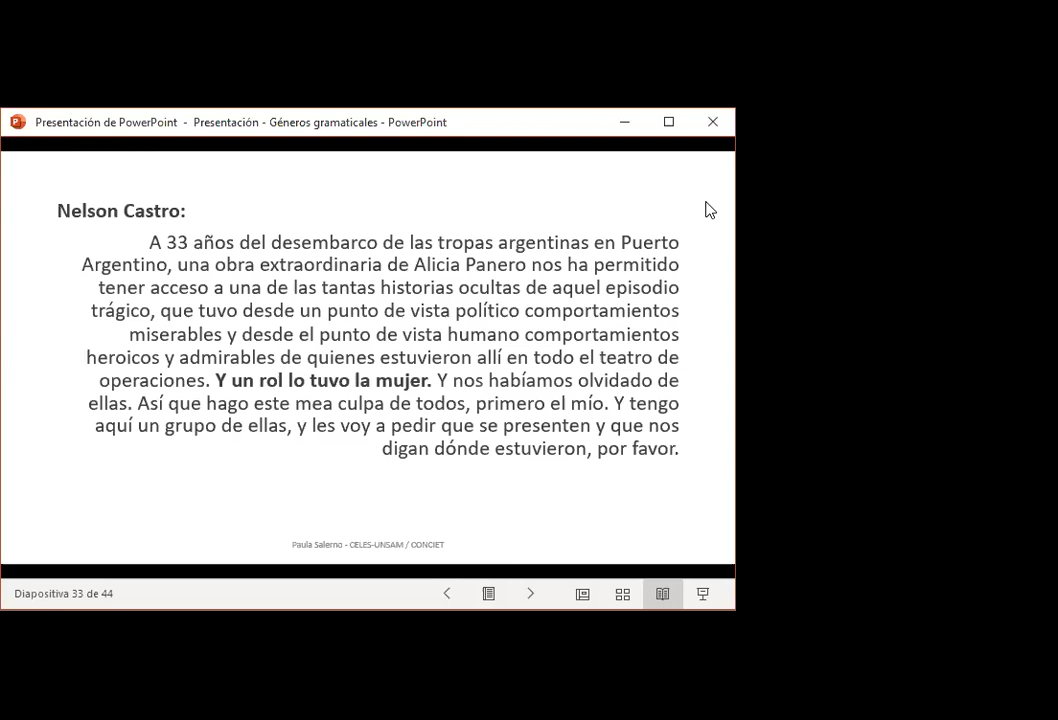 Presentación de PowerPoint - Presentación - Géneros gramaticales - PowerPoint
Nelson Castro:
A 33 años del desembarco de las tropas argentinas en Puerto
Argentino, una obra extraordinaria de Alicia Panero nos ha permitido
tener acceso a una de las tantas historias ocultas de aquel episodio
trágico, que tuvo desde un punto de vista político comportamientos
miserables y desde el punto de vista humano comportamientos
heroicos y admirables de quienes estuvieron allí en todo el teatro de
operaciones. Y un rol lo tuvo la mujer. Y nos habíamos olvidado de
ellas. Así que hago este mea culpa de todos, primero el mío. Y tengo
aquí un grupo de ellas, y les voy a pedir que se presenten y que nos
digan dónde estuvieron, por favor.
Paula Salerno - CELES-UNSAM / CONCIET
Diapositiva 33 de 44